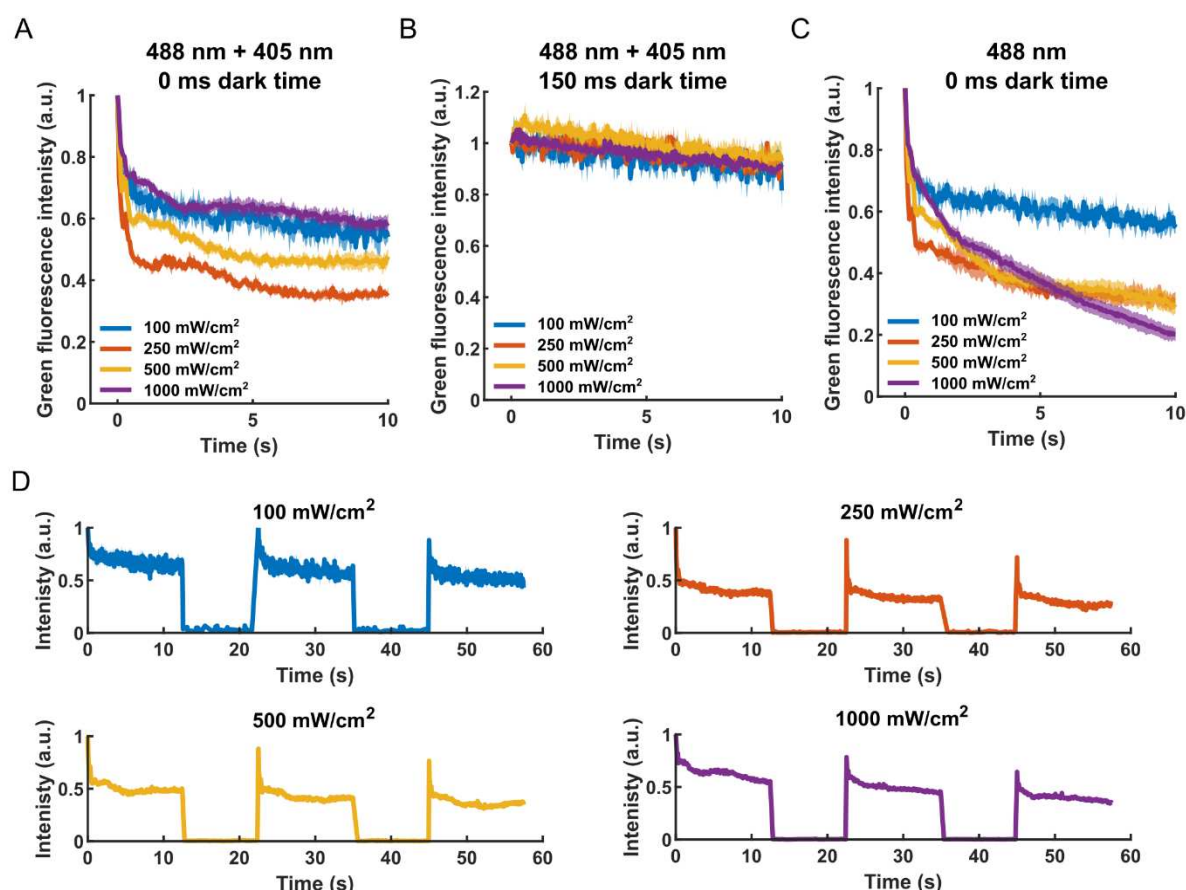 A
488 nm + 405 nm
0 ms dark time
Green fluorescence intenisty (a.u.)
1
0.8
0.6
0.4
0.2
0
0
5
10
Time (s)
100 mW/cm²
250 mW/cm²
500 mW/cm²
1000 mW/cm²
B
488 nm + 405 nm
150 ms dark time
Green fluorescence intenisty (a.u.)
1.2
1
0.8
0.6
0.4
0.2
0
0
5
10
Time (s)
100 mW/cm²
250 mW/cm²
500 mW/cm²
1000 mW/cm²
C
488 nm
0 ms dark time
Green fluorescence intenisty (a.u.)
1
0.8
0.6
0.4
0.2
0
0
5
10
Time (s)
100 mW/cm²
250 mW/cm²
500 mW/cm²
1000 mW/cm²
D
100 mW/cm²
Intenisty (a.u.)
1
0.5
0
0 10 20 30 40 50 60
Time (s)
250 mW/cm²
Intenisty (a.u.)
1
0.5
0
0 10 20 30 40 50 60
Time (s)
500 mW/cm²
Intenisty (a.u.)
1
0.5
0
0 10 20 30 40 50 60
Time (s)
1000 mW/cm²
Intenisty (a.u.)
1
0.5
0
0 10 20 30 40 50 60
Time (s)